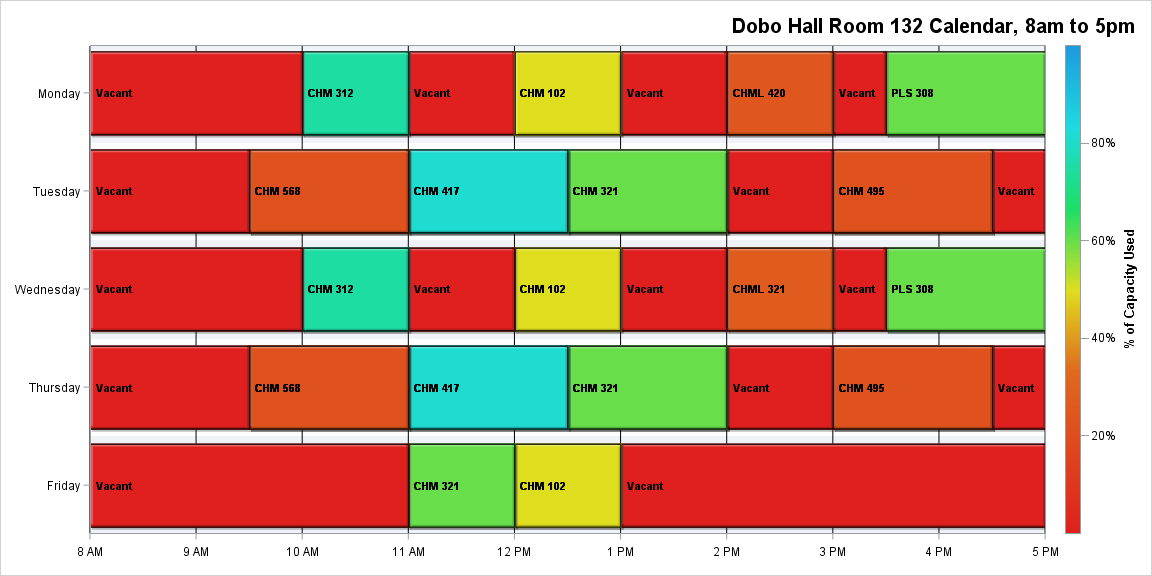 Dobo Hall Room 132 Calendar, 8am to 5pm
Monday
Vacant
CHM 312
Vacant
CHM 102
Vacant
CHML 420
Vacant
PLS 308
Tuesday
Vacant
CHM 568
CHM 417
CHM 321
Vacant
CHM 495
Vacant
Wednesday
Vacant
CHM 312
Vacant
CHM 102
Vacant
CHML 321
Vacant
PLS 308
Thursday
Vacant
CHM 568
CHM 417
CHM 321
Vacant
CHM 495
Vacant
Friday
Vacant
CHM 321
CHM 102
Vacant
8 AM
9 AM
10 AM
11 AM
12 PM
1 PM
2 PM
3 PM
4 PM
5 PM
80%
60%
40%
20%
% of Capacity Used